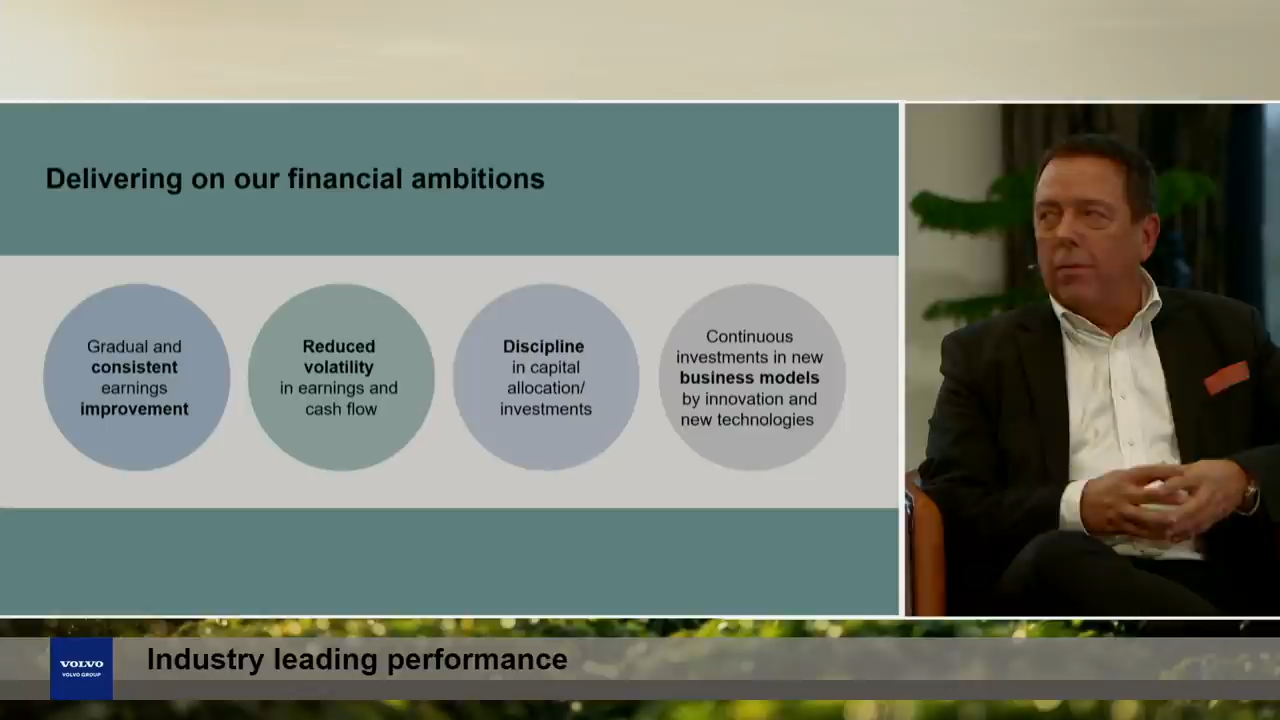 Delivering on our financial ambitions
Gradual and
consistent
earnings
improvement
Reduced
volatility
in earnings and
cash flow
Discipline
in capital
allocation/
investments
Continuous
investments in new
business models
by innovation and
new technologies
VOLVO
VOLVO GROUP
Industry leading performance